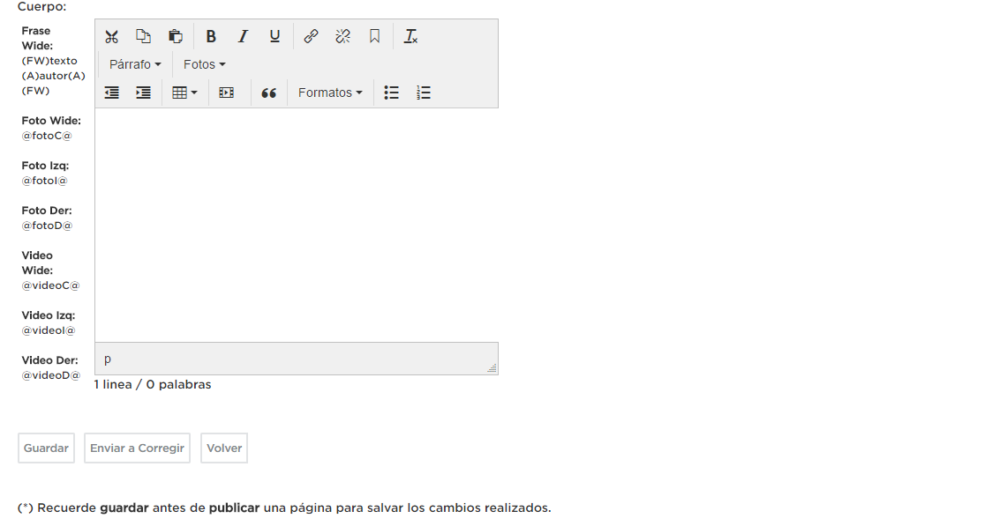 Cuerpo:
Frase
Wide:
(FW)texto
(A)autor(A)
(FW)
Foto Wide:
@fotoC@
Foto Izq:
@fotoI@
Foto Der:
@fotoD@
Video
Wide:
@videoC@
Video Izq:
@videoI@
Video Der:
@videoD@
Párrafo Fotos
Formatos
p
1 linea / 0 palabras
Guardar Enviar a Corregir Volver
(*) Recuerde guardar antes de publicar una página para salvar los cambios realizados.